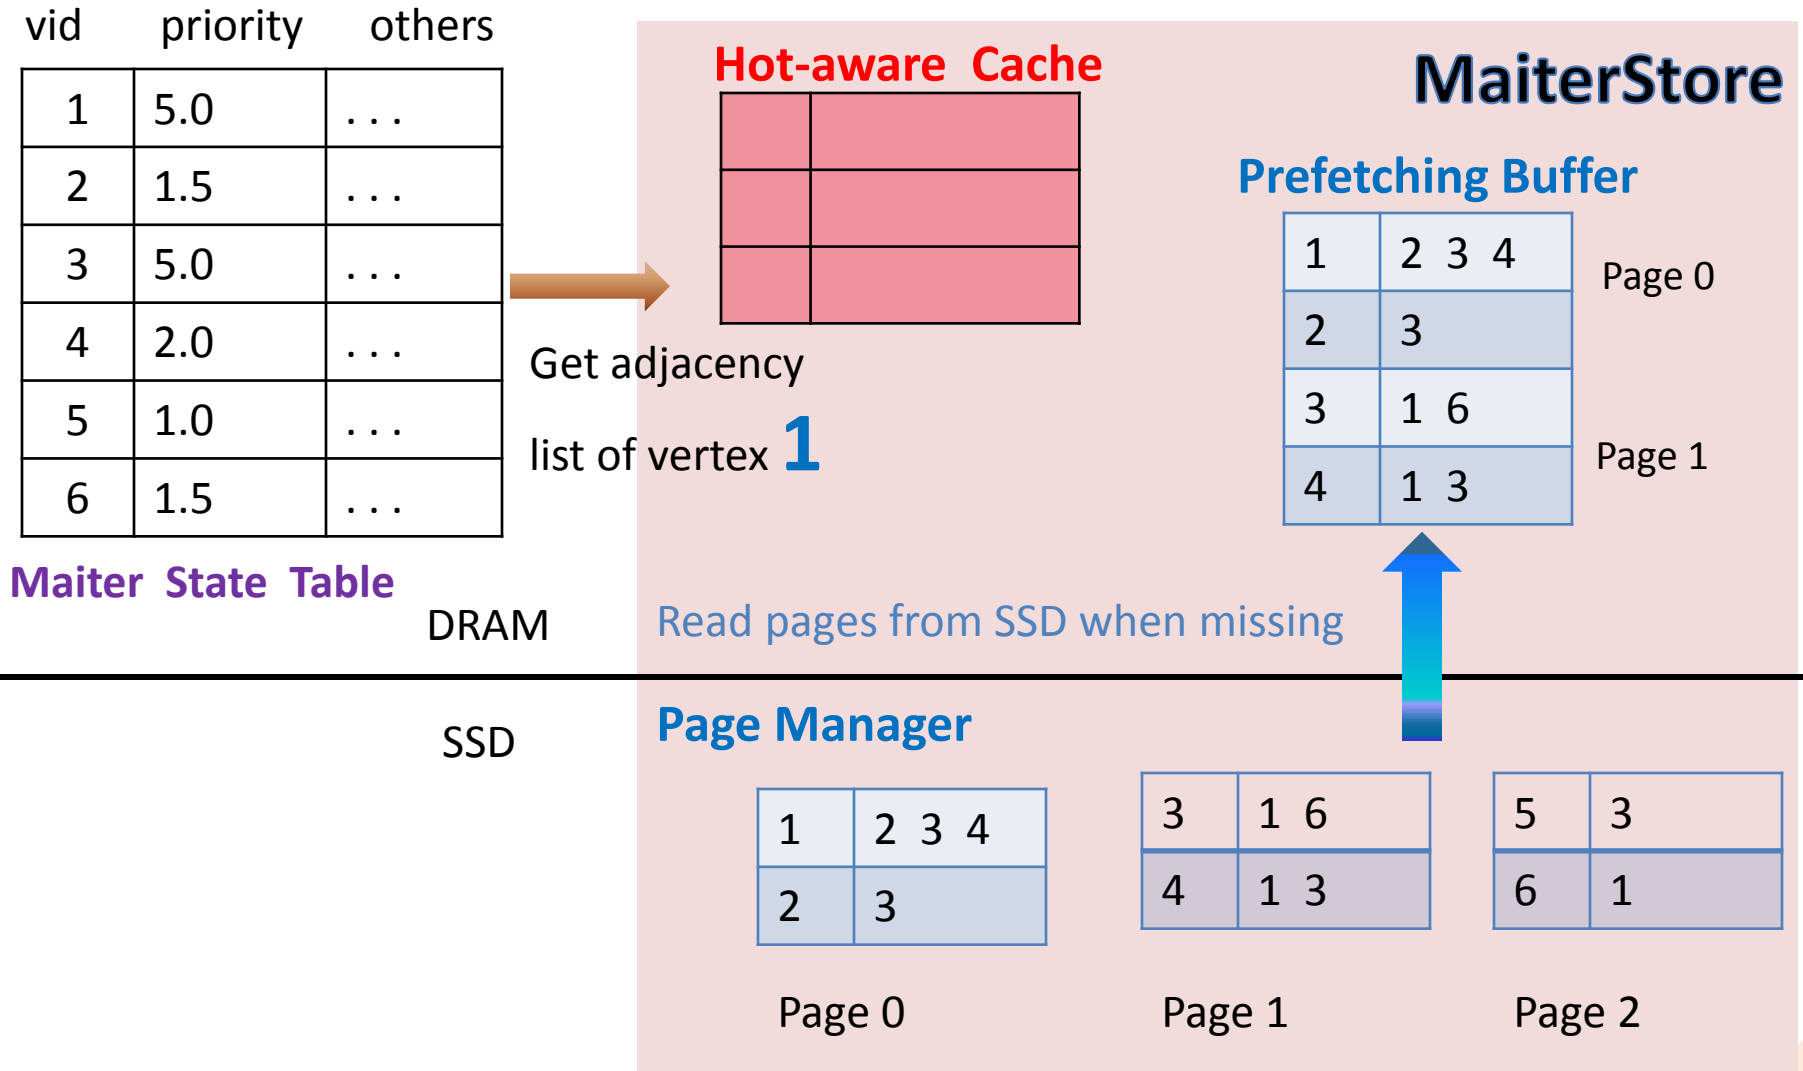 vid priority others
1 5.0 . . .
2 1.5 . . .
3 5.0 . . .
4 2.0 . . .
5 1.0 . . .
6 1.5 . . .
Maiter State Table
DRAM
SSD
Get adjacency
list of vertex 1
Hot-aware Cache
MaiterStore
Prefetching Buffer
1 2 3 4
2 3
3 1 6
4 1 3
Page 0
Page 1
Read pages from SSD when missing
Page Manager
1 2 3 4
2 3
Page 0
3 1 6
4 1 3
Page 1
5 3
6 1
Page 2